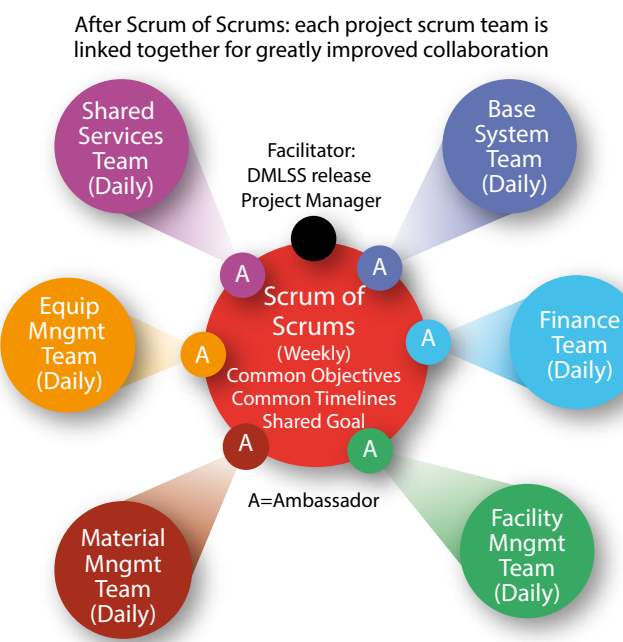 After Scrum of Scrums: each project scrum team is
linked together for greatly improved collaboration
Shared
Services
Team
(Daily)
Facilitator:
DMLSS release
Project Manager
Base
System
Team
(Daily)
A
A
Equip
Mngmt
Team
(Daily)
A
Scrum of
Scrums
(Weekly)
Common Objectives
Common Timelines
Shared Goal
A
Finance
Team
(Daily)
A
A
A=Ambassador
Material
Mngmt
Team
(Daily)
Facility
Mngmt
Team
(Daily)